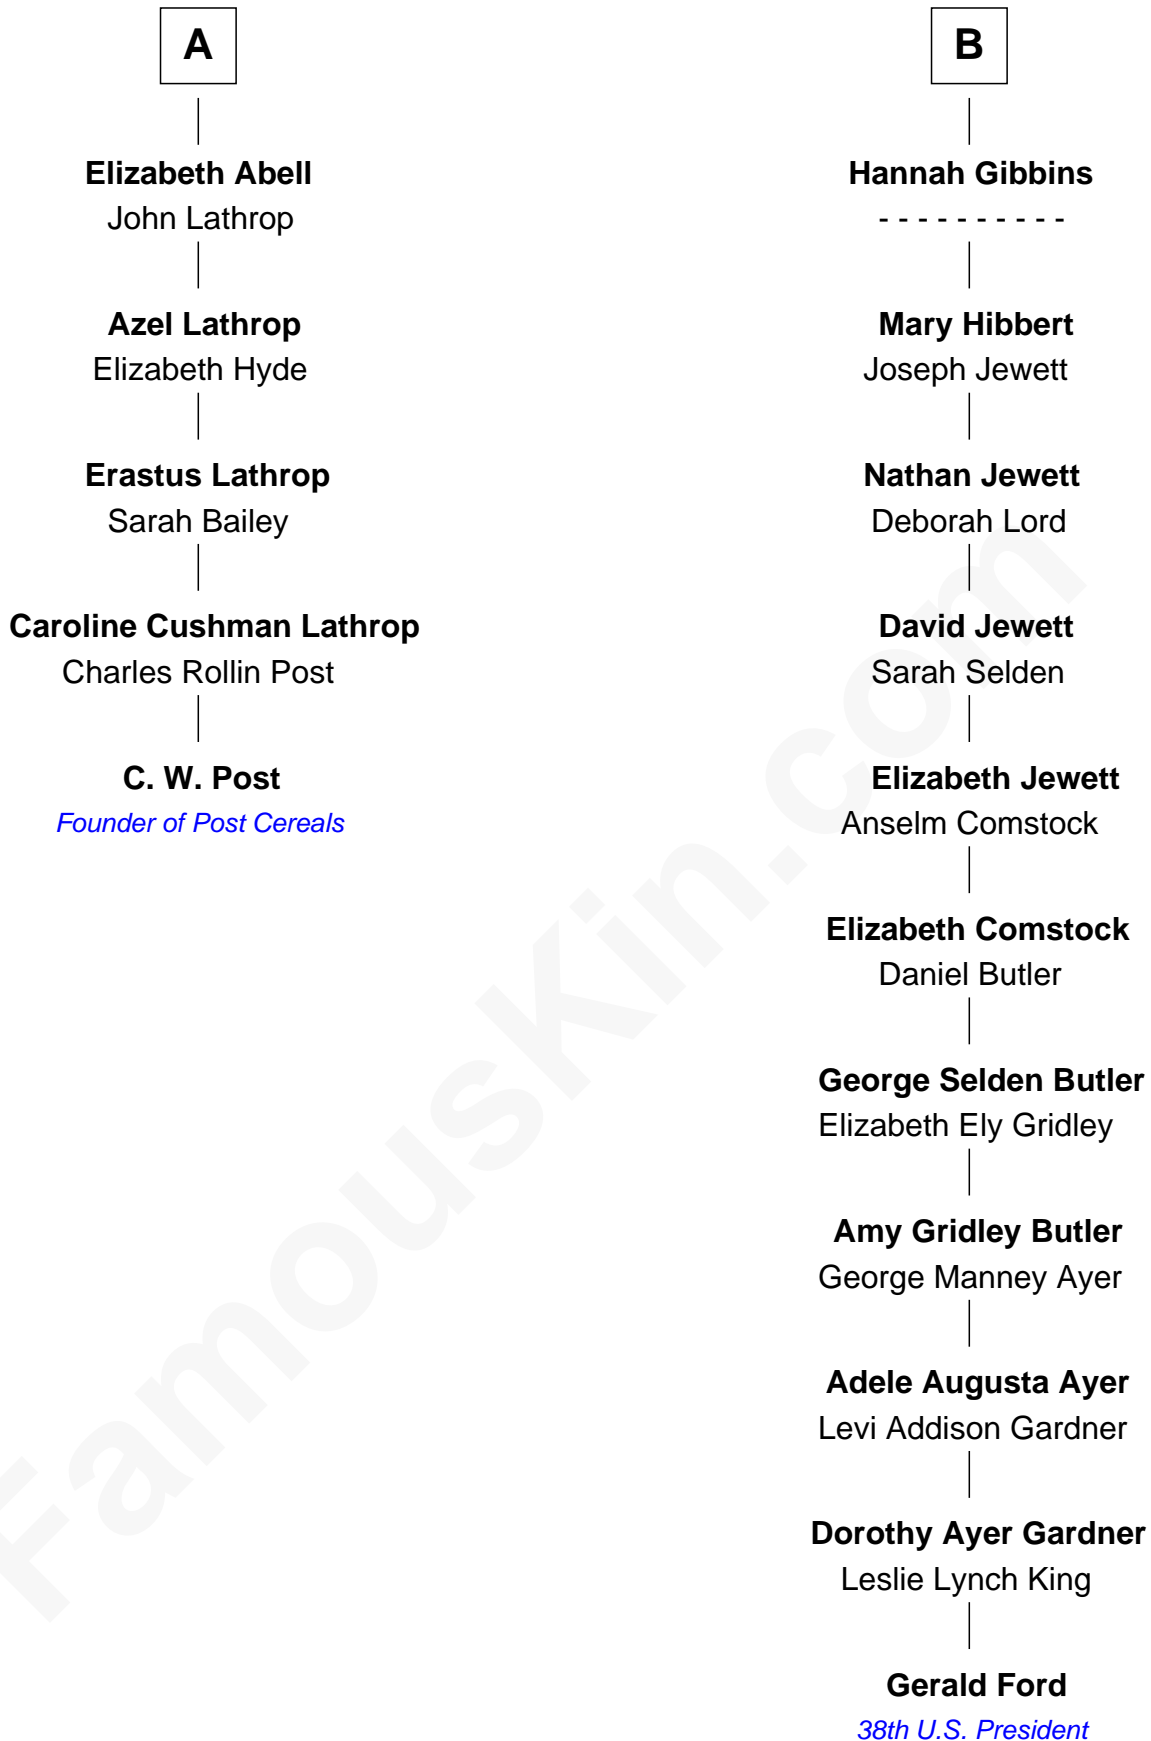 A
Elizabeth Abell
John Lathrop
Azel Lathrop
Elizabeth Hyde
Erastus Lathrop
Sarah Bailey
Caroline Cushman Lathrop
Charles Rollin Post
C. W. Post
Founder of Post Cereals
B
Hannah Gibbins
- - - - - - - - - -
Mary Hibbert
Joseph Jewett
Nathan Jewett
Deborah Lord
David Jewett
Sarah Selden
Elizabeth Jewett
Anselm Comstock
Elizabeth Comstock
Daniel Butler
George Selden Butler
Elizabeth Ely Gridley
Amy Gridley Butler
George Manney Ayer
Adele Augusta Ayer
Levi Addison Gardner
Dorothy Ayer Gardner
Leslie Lynch King
Gerald Ford
38th U.S. President
FamousKin.com